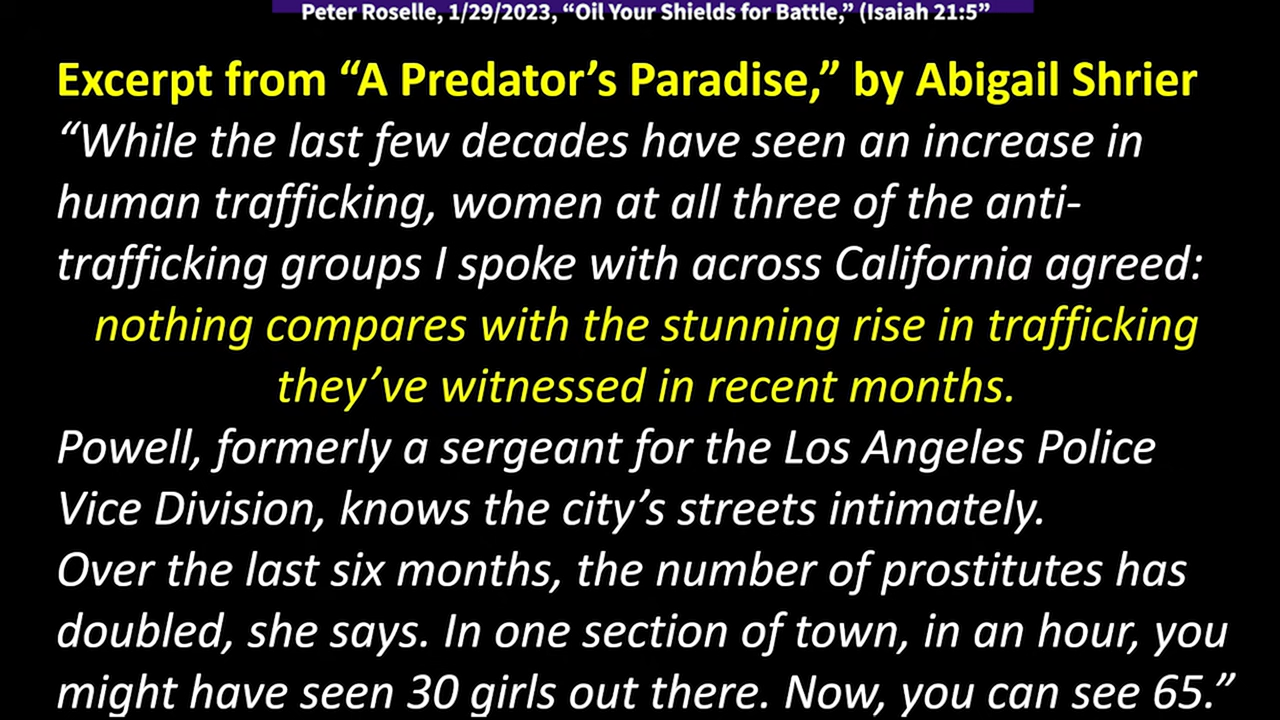 Peter Roselle, 1/29/2023, “Oil Your Shields for Battle,” (Isaiah 21:5”
Excerpt from “A Predator’s Paradise,” by Abigail Shrier
“While the last few decades have seen an increase in
human trafficking, women at all three of the anti-
trafficking groups I spoke with across California agreed:
nothing compares with the stunning rise in trafficking
they’ve witnessed in recent months.
Powell, formerly a sergeant for the Los Angeles Police
Vice Division, knows the city’s streets intimately.
Over the last six months, the number of prostitutes has
doubled, she says. In one section of town, in an hour, you
might have seen 30 girls out there. Now, you can see 65.”